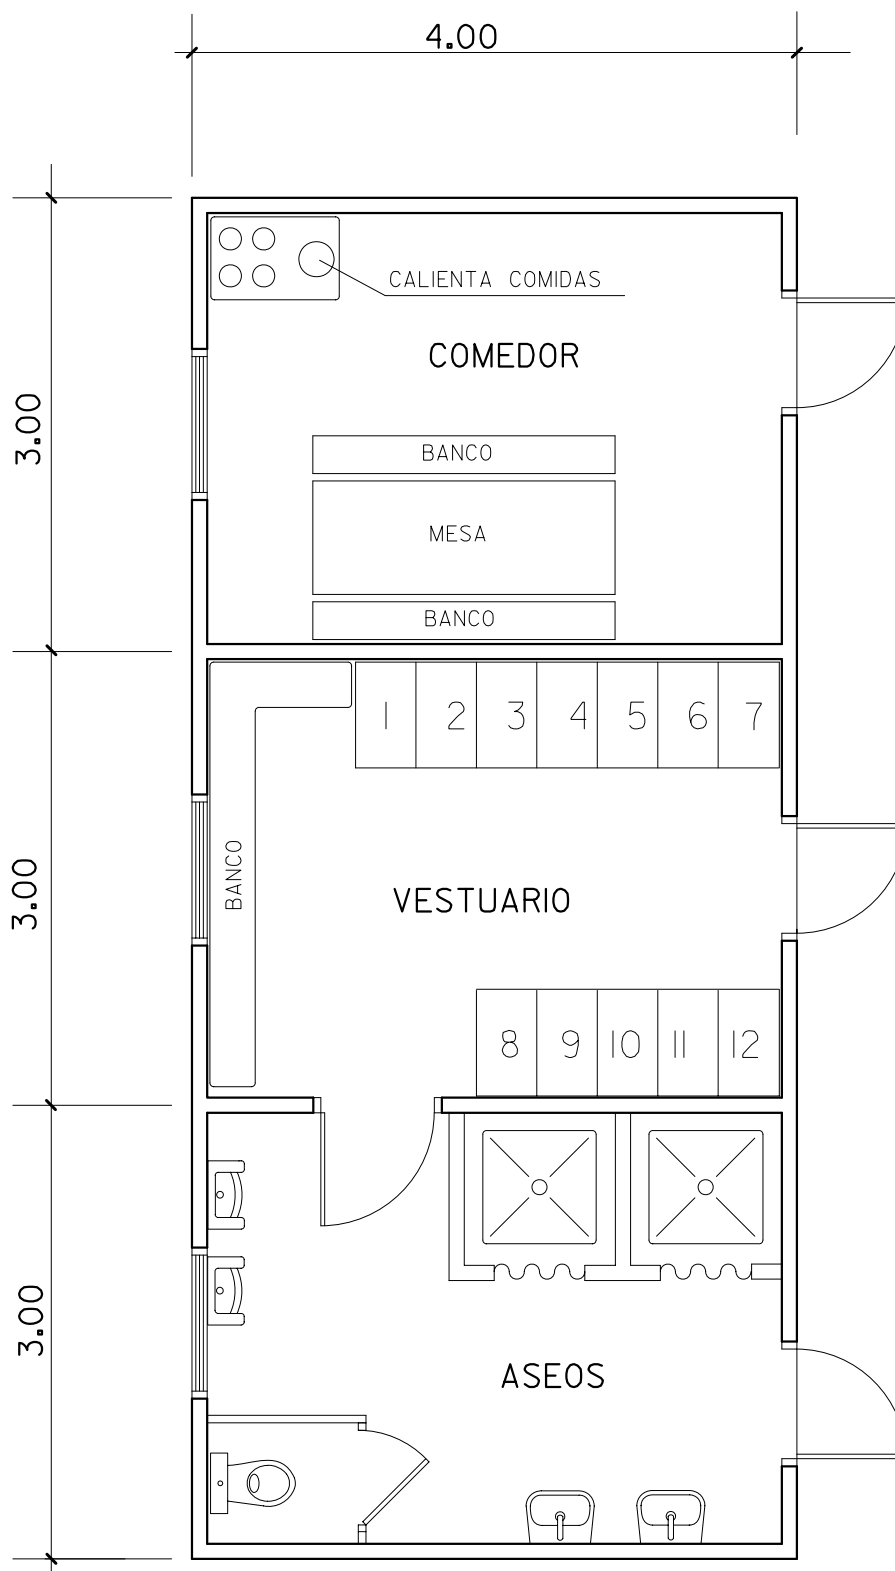 4.00
CALIENTA COMIDAS
COMEDOR
3.00
BANCO
MESA
BANCO
1 2 3 4 5 6 7
BANCO
3.00
VESTUARIO
8 9 10 11 12
3.00
ASEOS